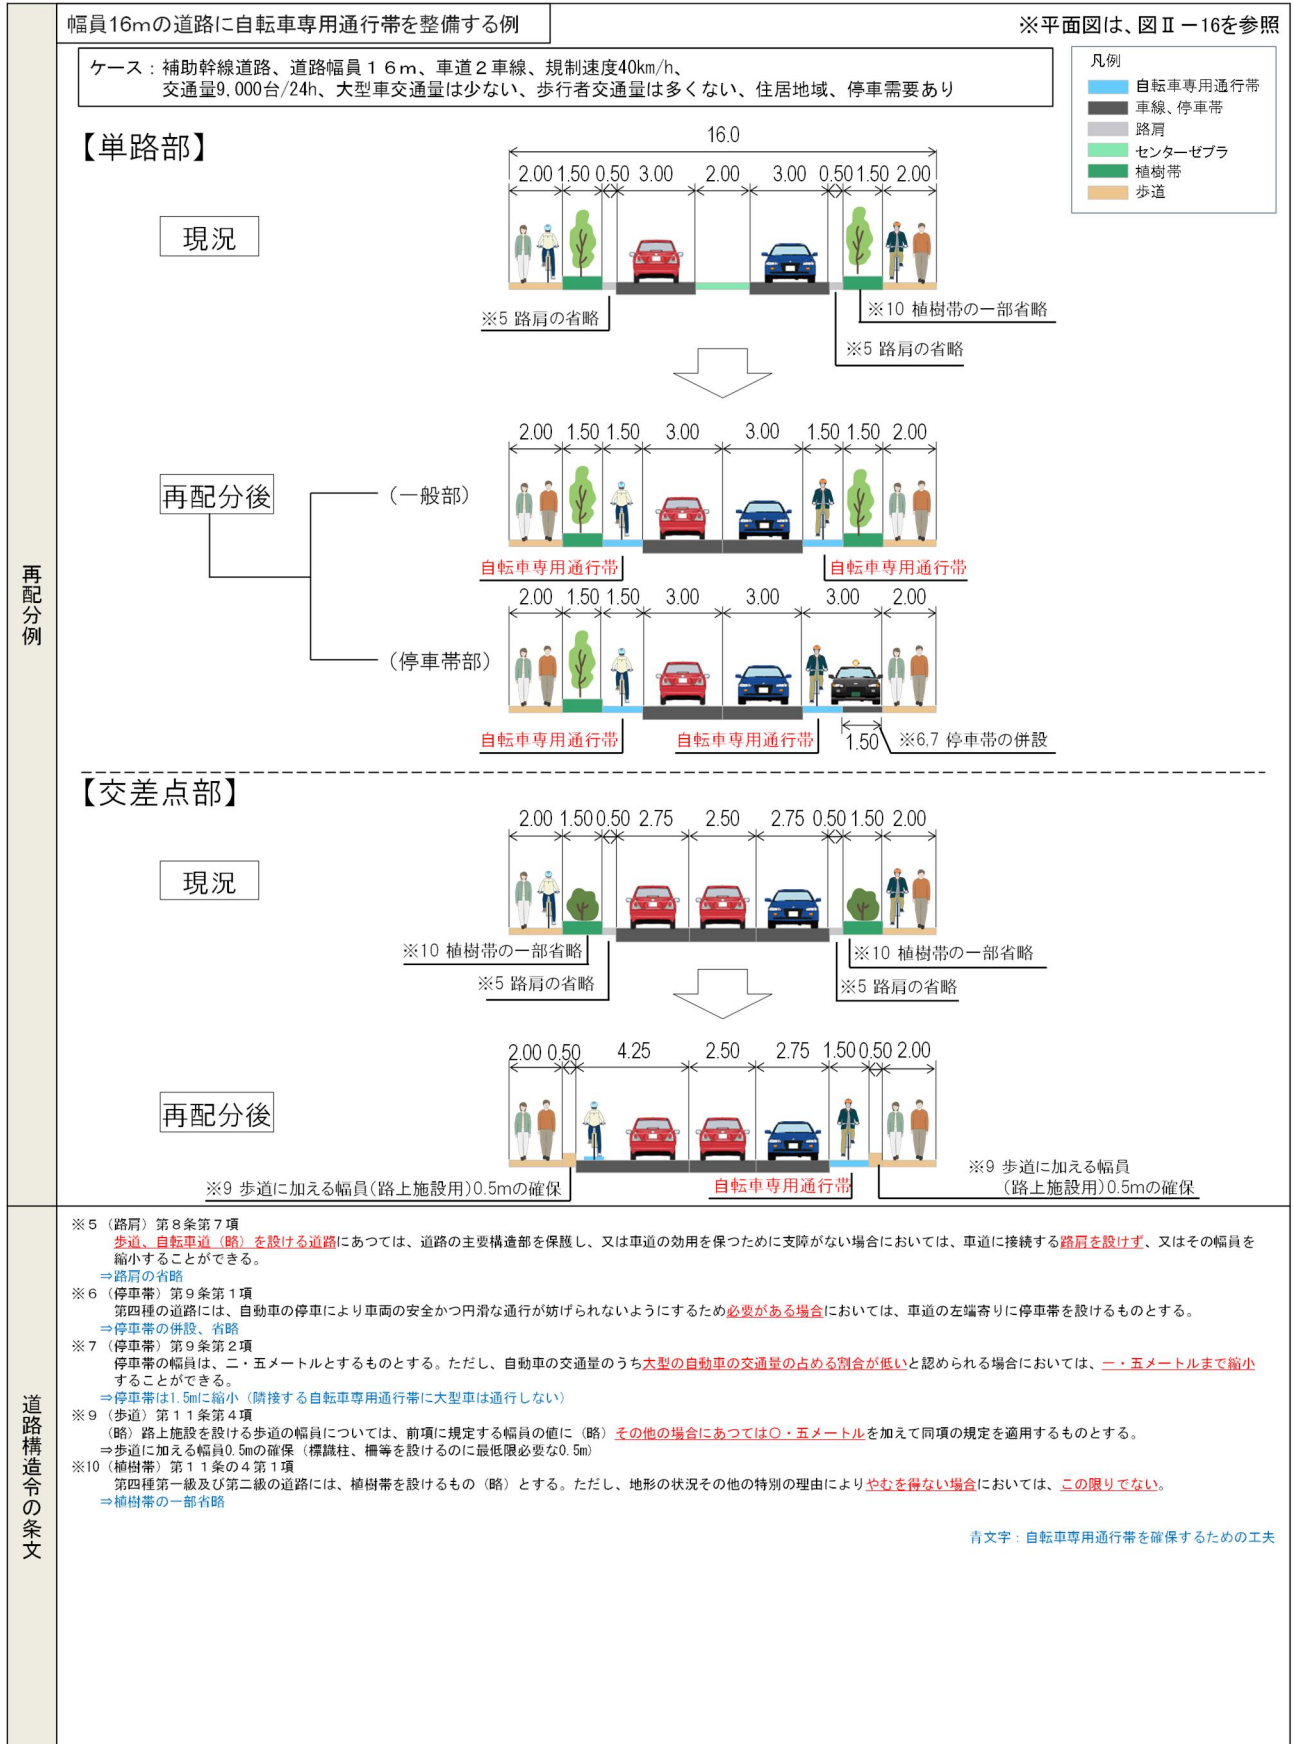 幅員16mの道路に自転車専用通行帯を整備する例
※平面図は、図Ⅱ-16を参照
ケース:補助幹線道路、道路幅員16m、車道2車線、規制速度40km/h、
交通量9,000台/24h、大型車交通量は少ない、歩行者交通量は多くない、住居地域、停車需要あり
凡例
自転車専用通行帯
車線、停車帯
路肩
センターゼブラ
植樹帯
歩道
再配分例
【単路部】
16.0
2.00 1.50 0.50 3.00 2.00 3.00 0.50 1.50 2.00
現況
※5 路肩の省略
※10 植樹帯の一部省略
※5 路肩の省略
2.00 1.50 1.50 3.00 3.00 1.50 1.50 2.00
再配分後
(一般部)
自転車専用通行帯
自転車専用通行帯
2.00 1.50 1.50 3.00 3.00 3.00 2.00
(停車帯部)
自転車専用通行帯
自転車専用通行帯
1.50
※6,7 停車帯の併設
【交差点部】
2.00 1.50 0.50 2.75 2.50 2.75 0.50 1.50 2.00
現況
※10 植樹帯の一部省略
※10 植樹帯の一部省略
※5 路肩の省略
※5 路肩の省略
2.00 0.50 4.25 2.50 2.75 1.50 0.50 2.00
再配分後
※9 歩道に加える幅員(路上施設用)0.5mの確保
自転車専用通行帯
※9 歩道に加える幅員
(路上施設用)0.5mの確保
道路構造令の条文
※5(路肩)第8条第7項
歩道、自転車道(略)を設ける道路にあつては、道路の主要構造部を保護し、又は車道の効用を保つために支障がない場合においては、車道に接続する路肩を設けず、又はその幅員を
縮小することができる。
⇒路肩の省略
※6(停車帯)第9条第1項
第四種の道路には、自動車の停車により車両の安全かつ円滑な通行が妨げられないようにするため必要がある場合においては、車道の左端寄りに停車帯を設けるものとする。
⇒停車帯の併設、省略
※7(停車帯)第9条第2項
停車帯の幅員は、二・五メートルとするものとする。ただし、自動車の交通量のうち大型の自動車の交通量の占める割合が低いと認められる場合においては、一・五メートルまで縮小
することができる。
⇒停車帯は1.5mに縮小(隣接する自転車専用通行帯に大型車は通行しない)
※9(歩道)第11条第4項
(略)路上施設を設ける歩道の幅員については、前項に規定する幅員の値に(略)その他の場合にあつては〇・五メートルを加えて同項の規定を適用するものとする。
⇒歩道に加える幅員0.5mの確保(標識柱、柵等を設けるのに最低限必要な0.5m)
※10(植樹帯)第11条の4第1項
第四種第一級及び第二級の道路には、植樹帯を設けるもの(略)とする。ただし、地形の状況その他の特別の理由によりやむを得ない場合においては、この限りでない。
⇒植樹帯の一部省略
青文字:自転車専用通行帯を確保するための工夫